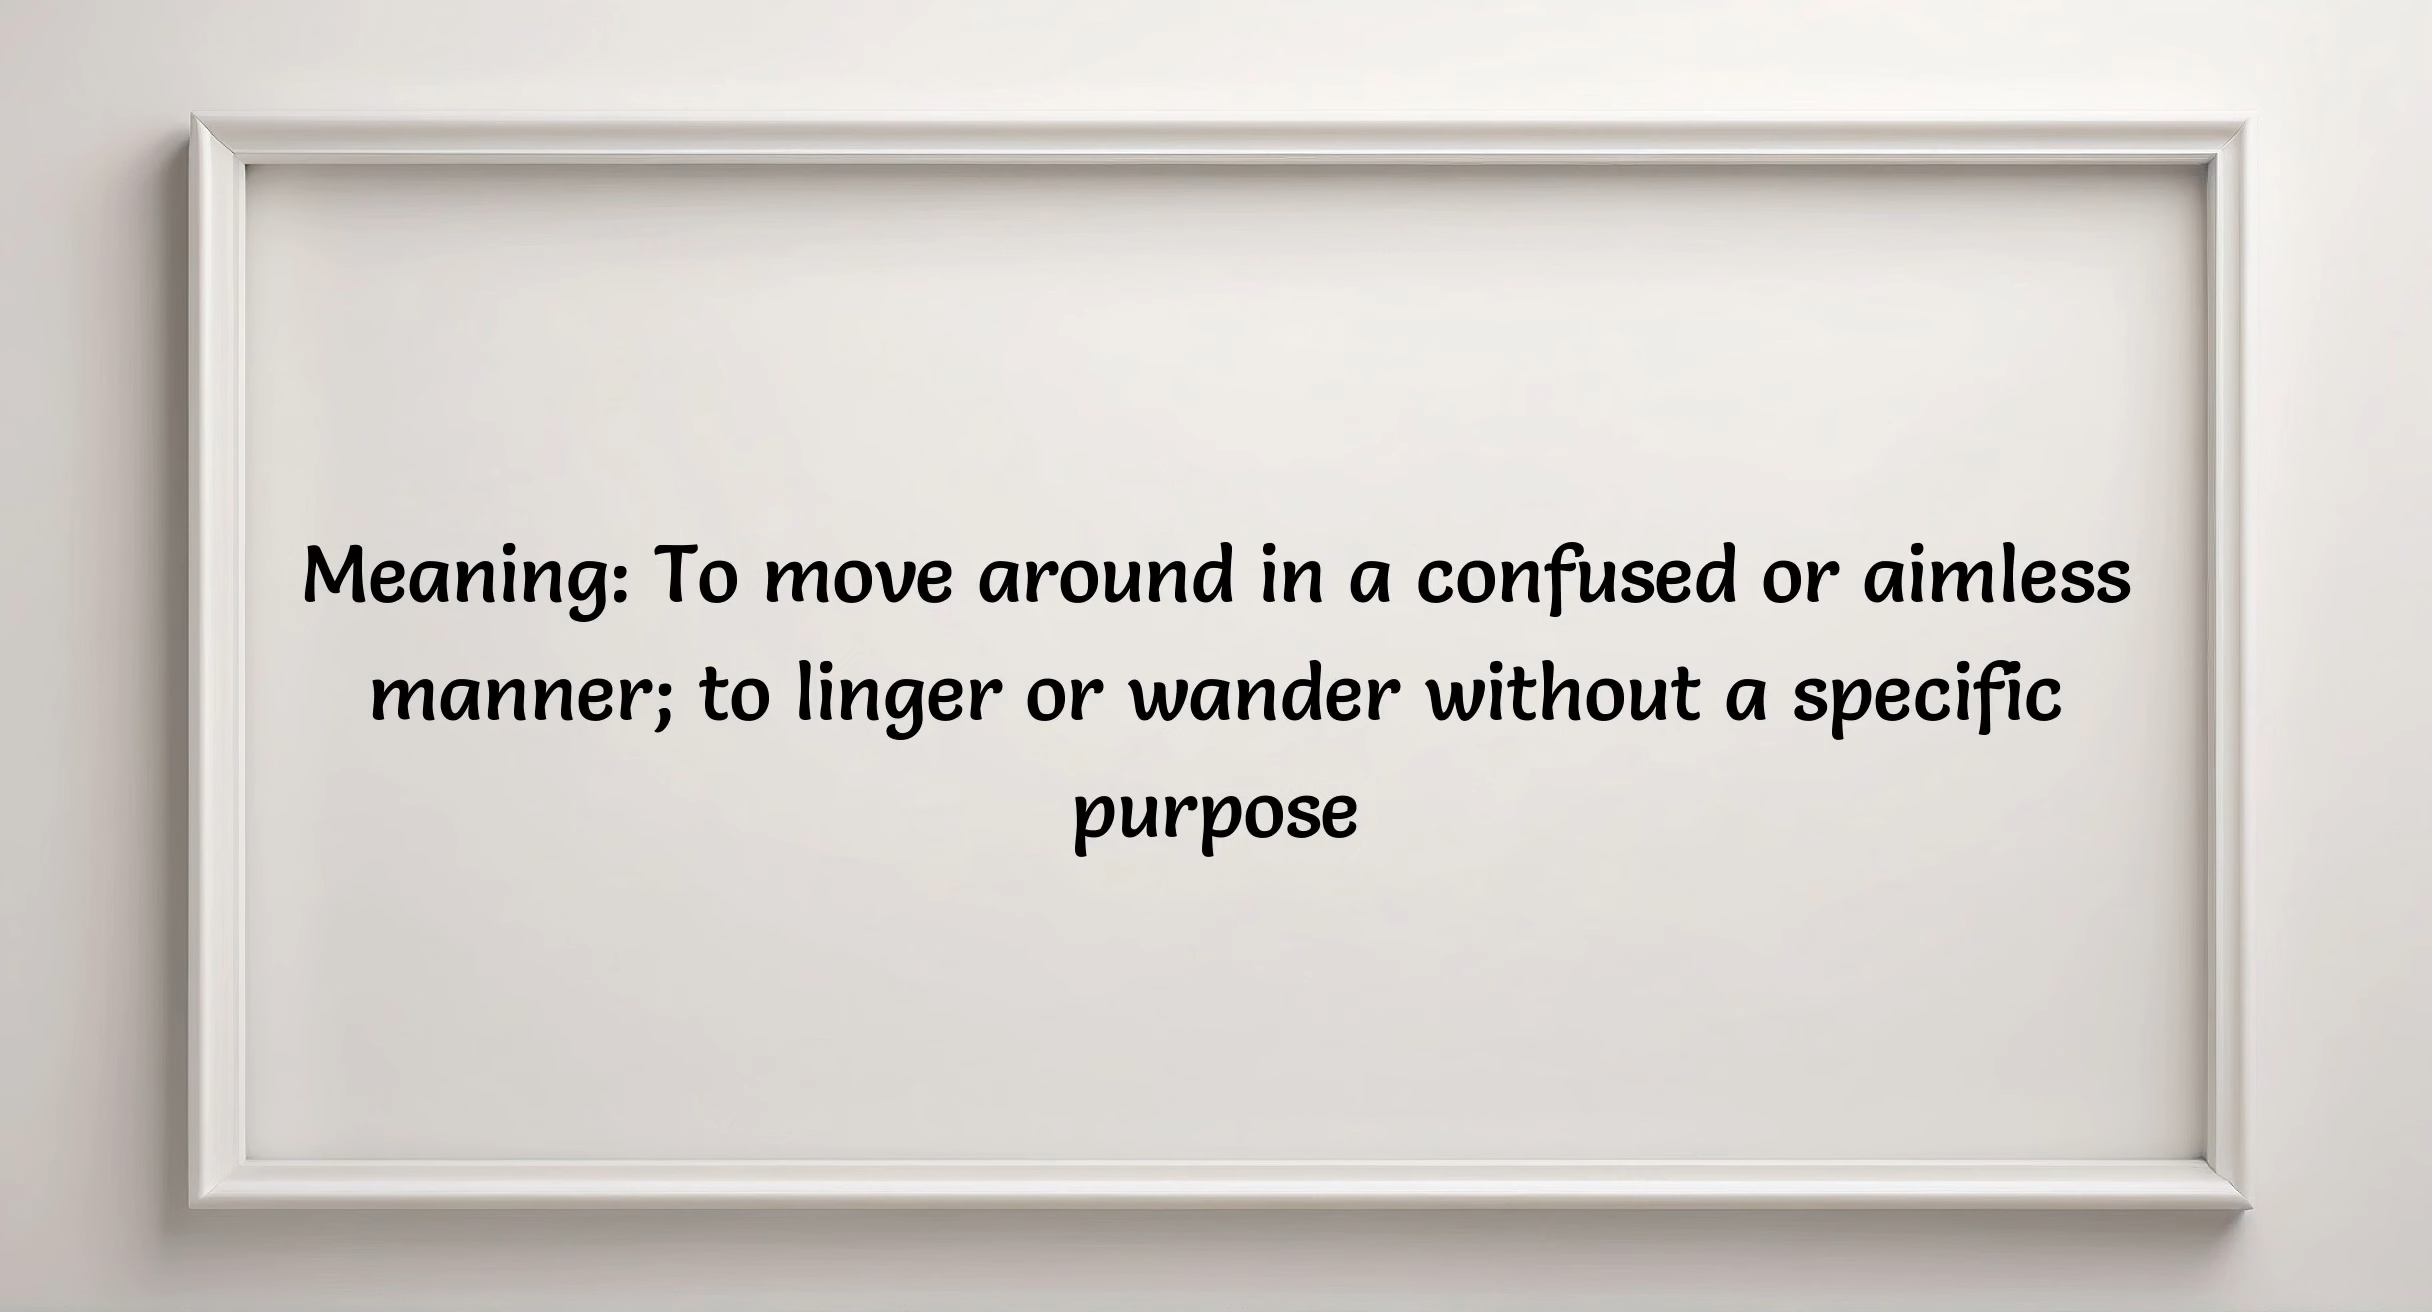 Meaning: To move around in a confused or aimless
manner; to linger or wander without a specific
purpose